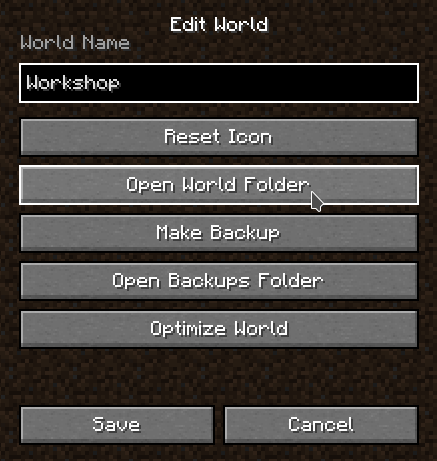 Edit World
World Name
Workshop
Reset Icon
Open World Folder
Make Backup
Open Backups Folder
Optimize World
Save
Cancel